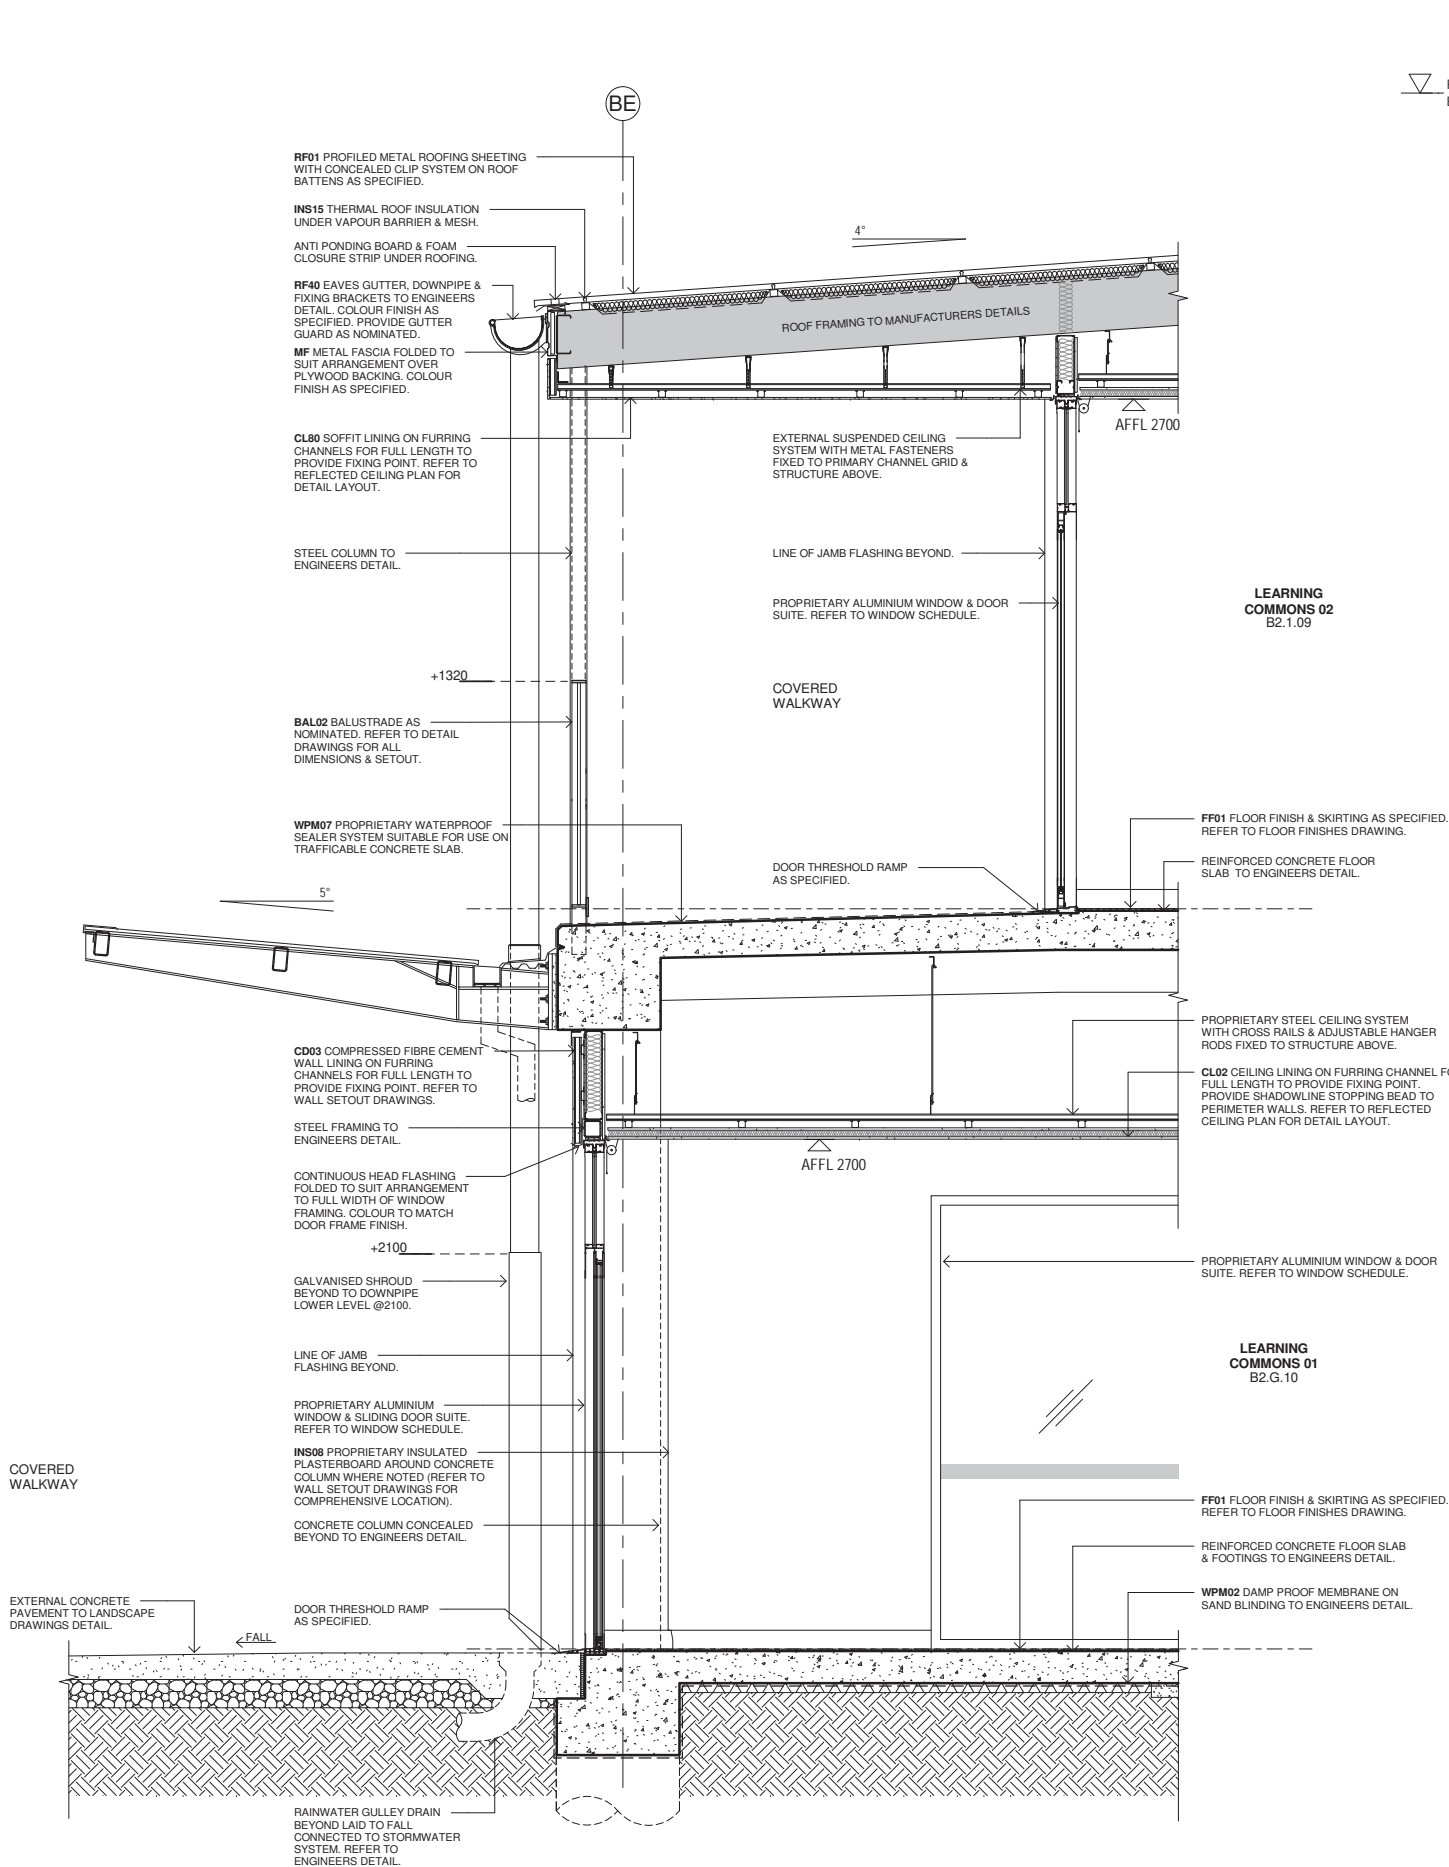 BE
RF01 PROFILED METAL ROOFING SHEETING
WITH CONCEALED CLIP SYSTEM ON ROOF
BATTENS AS SPECIFIED.
INS15 THERMAL ROOF INSULATION
UNDER VAPOUR BARRIER & MESH.
ANTI PONDING BOARD & FOAM
CLOSURE STRIP UNDER ROOFING.
RF40 EAVES GUTTER, DOWNPIPE &
FIXING BRACKETS TO ENGINEERS
DETAIL. COLOUR FINISH AS
SPECIFIED. PROVIDE GUTTER
GUARD AS NOMINATED.
MF METAL FASCIA FOLDED TO
SUIT ARRANGEMENT OVER
PLYWOOD BACKING. COLOUR
FINISH AS SPECIFIED.
4°
ROOF FRAMING TO MANUFACTURERS DETAILS
AFFL 2700
CL80 SOFFIT LINING ON FURRING
CHANNELS FOR FULL LENGTH TO
PROVIDE FIXING POINT. REFER TO
REFLECTED CEILING PLAN FOR
DETAIL LAYOUT.
EXTERNAL SUSPENDED CEILING
SYSTEM WITH METAL FASTENERS
FIXED TO PRIMARY CHANNEL GRID &
STRUCTURE ABOVE.
STEEL COLUMN TO
ENGINEERS DETAIL.
LINE OF JAMB FLASHING BEYOND.
PROPRIETARY ALUMINIUM WINDOW & DOOR
SUITE. REFER TO WINDOW SCHEDULE.
LEARNING
COMMONS 02
B2.1.09
+1320
COVERED
WALKWAY
BAL02 BALUSTRADE AS
NOMINATED. REFER TO DETAIL
DRAWINGS FOR ALL
DIMENSIONS & SETOUT.
WPM07 PROPRIETARY WATERPROOF
SEALER SYSTEM SUITABLE FOR USE ON
TRAFFICABLE CONCRETE SLAB.
DOOR THRESHOLD RAMP
AS SPECIFIED.
FF01 FLOOR FINISH & SKIRTING AS SPECIFIED.
REFER TO FLOOR FINISHES DRAWING.
REINFORCED CONCRETE FLOOR
SLAB TO ENGINEERS DETAIL.
5°
PROPRIETARY STEEL CEILING SYSTEM
WITH CROSS RAILS & ADJUSTABLE HANGER
RODS FIXED TO STRUCTURE ABOVE.
CL02 CEILING LINING ON FURRING CHANNEL
FULL LENGTH TO PROVIDE FIXING POINT.
PROVIDE SHADOWLINE STOPPING BEAD TO
PERIMETER WALLS. REFER TO REFLECTED
CEILING PLAN FOR DETAIL LAYOUT.
CD03 COMPRESSED FIBRE CEMENT
WALL LINING ON FURRING
CHANNELS FOR FULL LENGTH TO
PROVIDE FIXING POINT. REFER TO
WALL SETOUT DRAWINGS.
STEEL FRAMING TO
ENGINEERS DETAIL.
AFFL 2700
CONTINUOUS HEAD FLASHING
FOLDED TO SUIT ARRANGEMENT
TO FULL WIDTH OF WINDOW
FRAMING. COLOUR TO MATCH
DOOR FRAME FINISH.
+2100
GALVANISED SHROUD
BEYOND TO DOWNPIPE
LOWER LEVEL @2100.
PROPRIETARY ALUMINIUM WINDOW & DOOR
SUITE. REFER TO WINDOW SCHEDULE.
LEARNING
COMMONS 01
B2.G.10
LINE OF JAMB
FLASHING BEYOND.
PROPRIETARY ALUMINIUM
WINDOW & SLIDING DOOR SUITE.
REFER TO WINDOW SCHEDULE.
INS08 PROPRIETARY INSULATED
PLASTERBOARD AROUND CONCRETE
COLUMN WHERE NOTED (REFER TO
WALL SETOUT DRAWINGS FOR
COMPREHENSIVE LOCATION).
CONCRETE COLUMN CONCEALED
BEYOND TO ENGINEERS DETAIL.
COVERED
WALKWAY
FF01 FLOOR FINISH & SKIRTING AS SPECIFIED.
REFER TO FLOOR FINISHES DRAWING.
REINFORCED CONCRETE FLOOR SLAB
& FOOTINGS TO ENGINEERS DETAIL.
WPM02 DAMP PROOF MEMBRANE ON
SAND BLINDING TO ENGINEERS DETAIL.
EXTERNAL CONCRETE
PAVEMENT TO LANDSCAPE
DRAWINGS DETAIL.
DOOR THRESHOLD RAMP
AS SPECIFIED.
FALL
RAINWATER GULLEY DRAIN
BEYOND LAID TO FALL
CONNECTED TO STORMWATER
SYSTEM. REFER TO
ENGINEERS DETAIL.